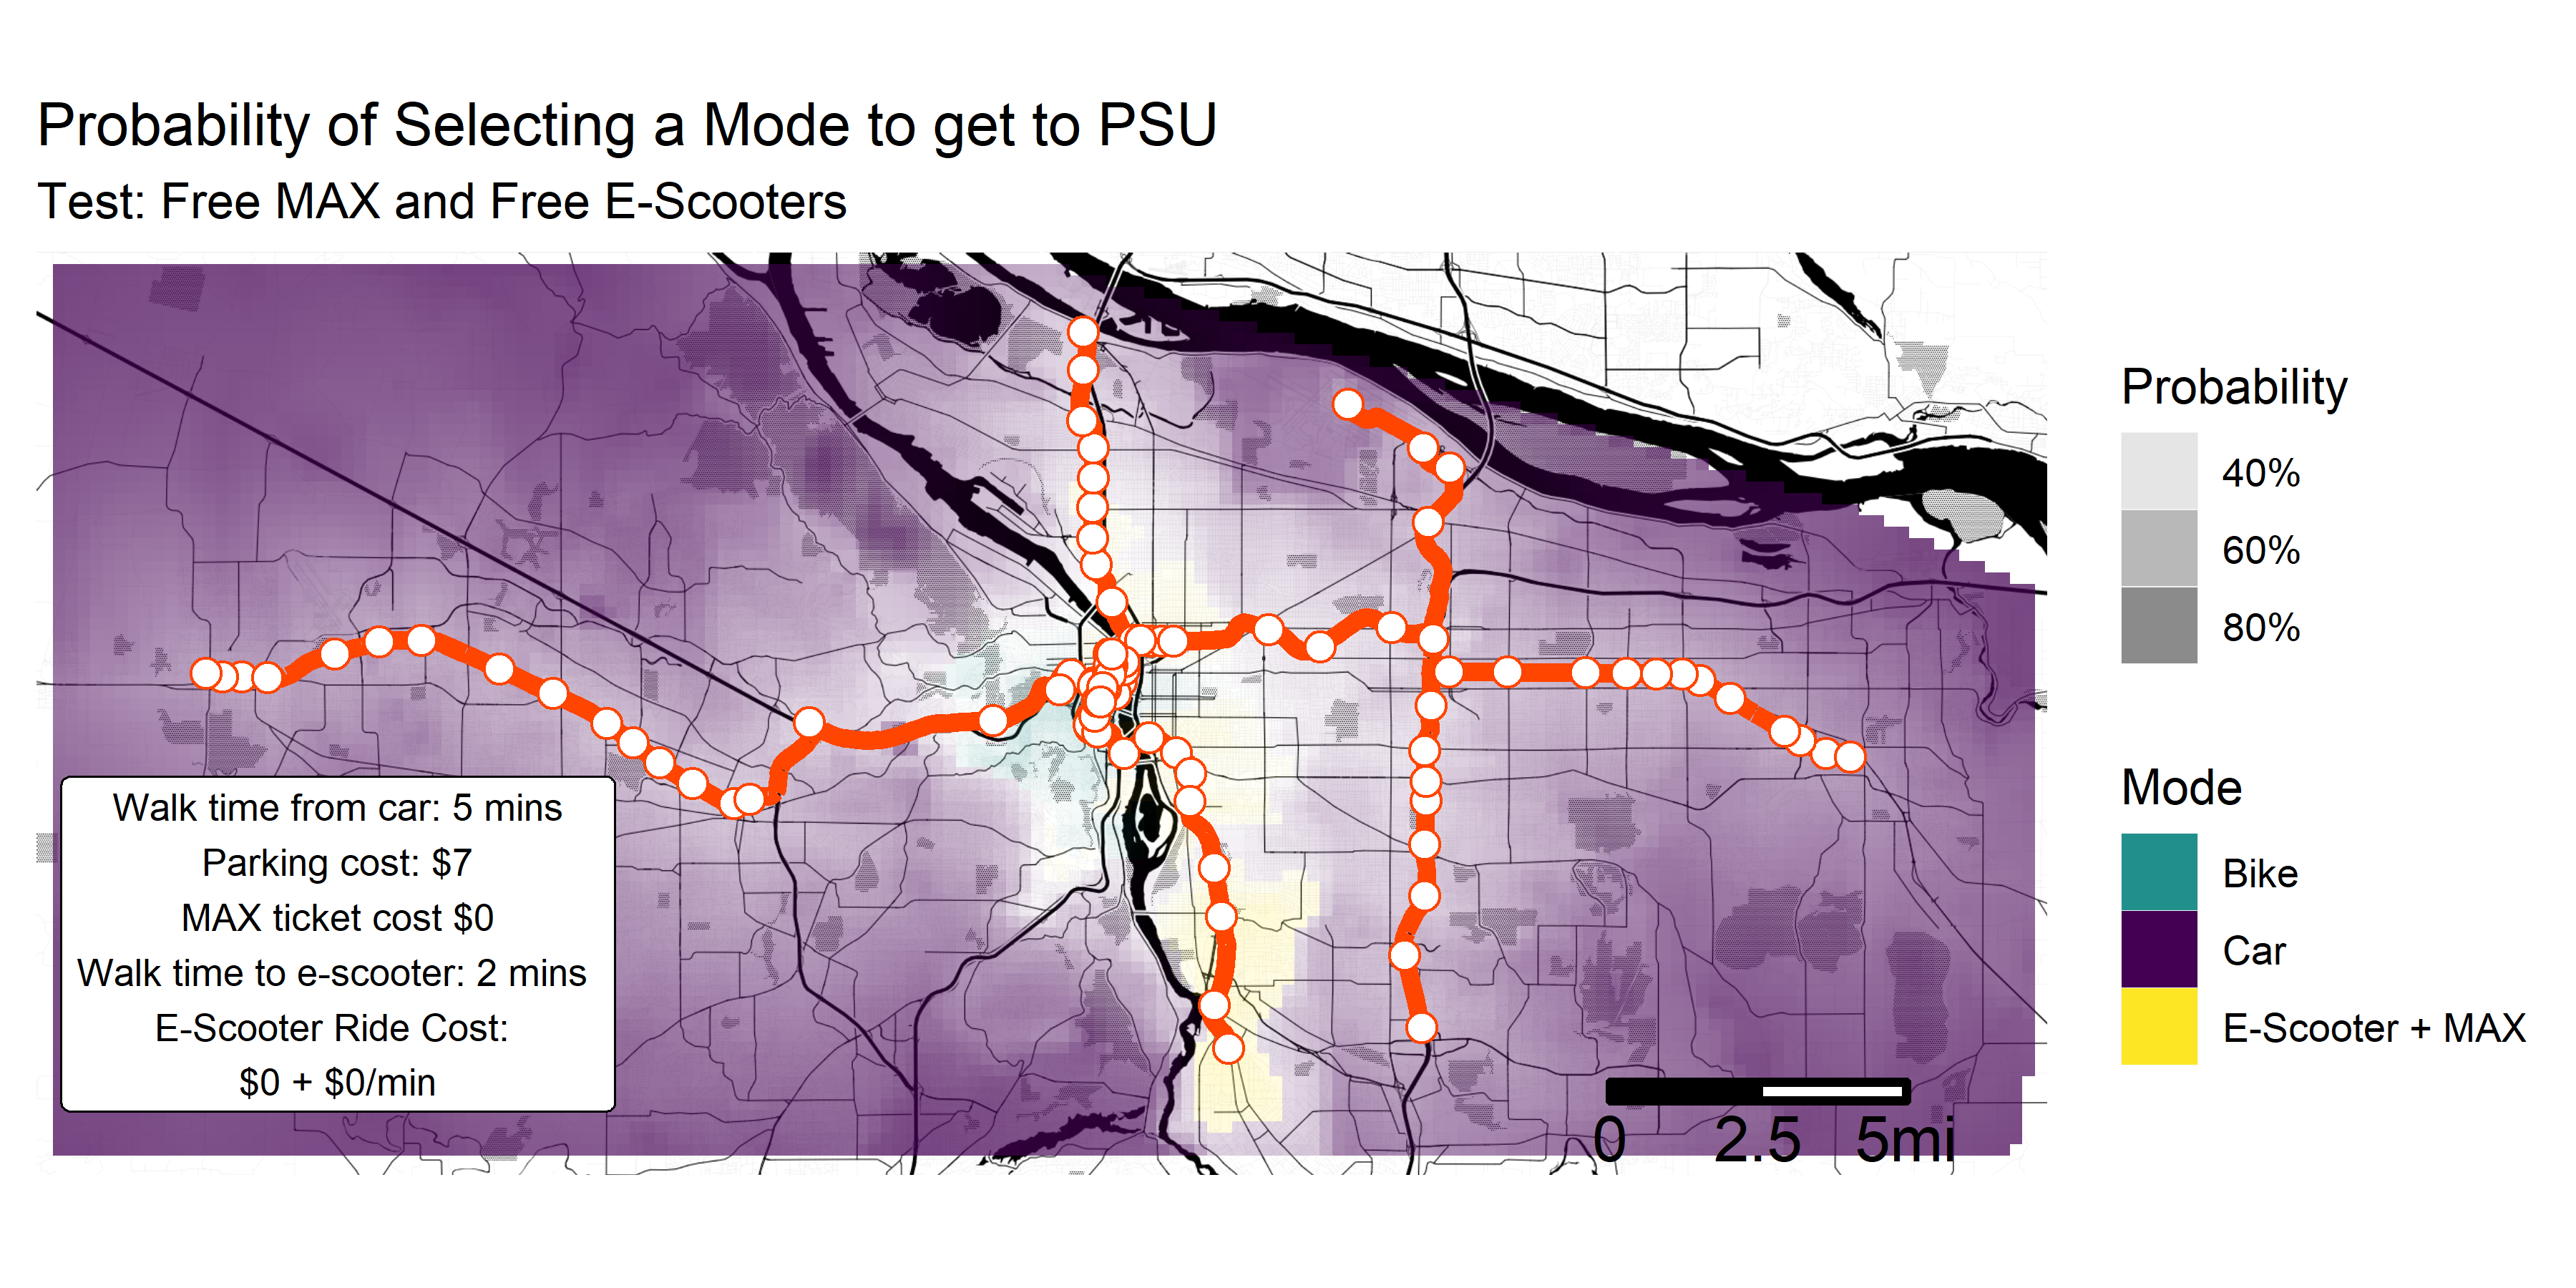 Probability of Selecting a Mode to get to PSU
Test: Free MAX and Free E-Scooters
Walk time from car: 5 mins
Parking cost: $7
MAX ticket cost $0
Walk time to e-scooter: 2 mins
E-Scooter Ride Cost:
$0 + $0/min
0 2.5 5mi
Probability
40%
60%
80%
Mode
Bike
Car
E-Scooter + MAX